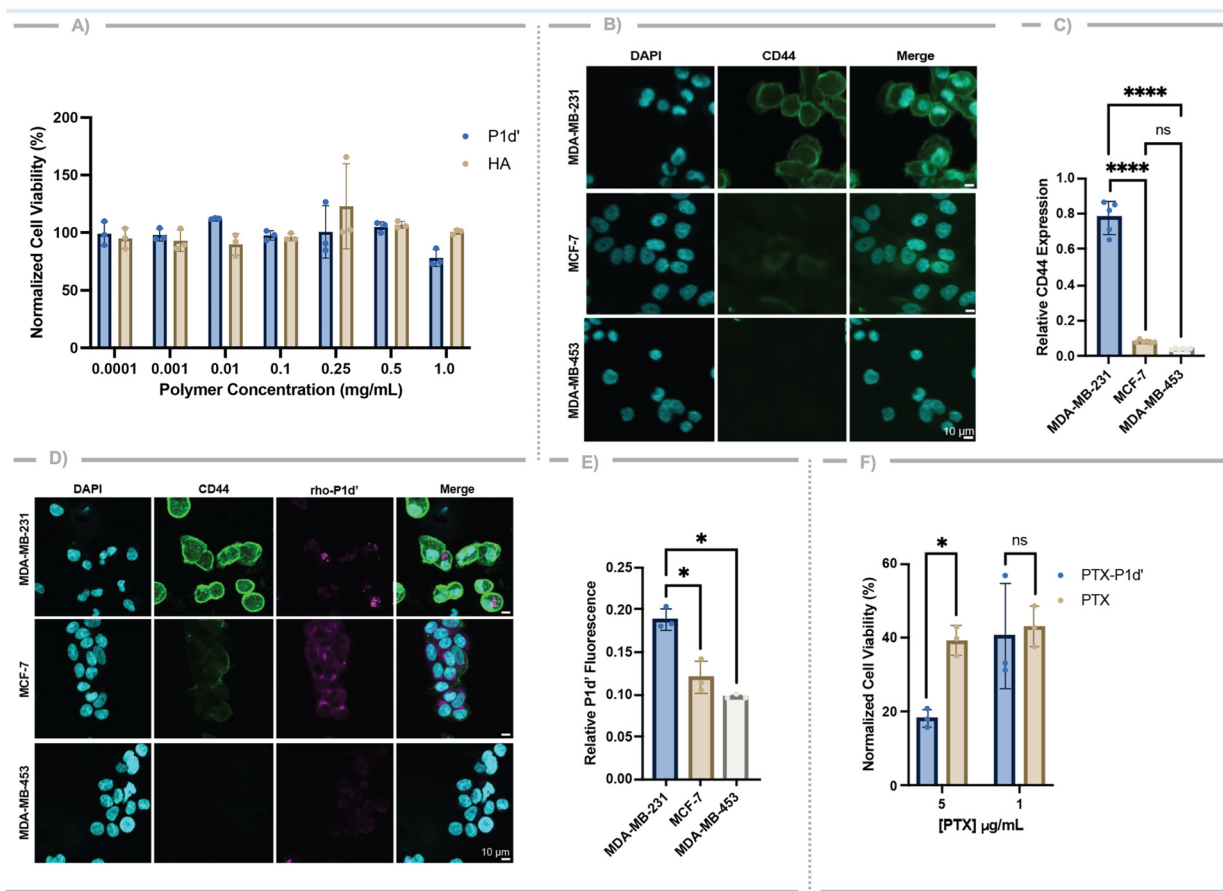 A)
Normalized Cell Viability (%)
200
150
100
50
0
P1d'
HA
0.0001 0.001 0.01 0.1 0.25 0.5 1.0
Polymer Concentration (mg/mL)
B)
DAPI CD44 Merge
MDA-MB-231
MCF-7
MDA-MB-453
10 µm
C)
Relative CD44 Expression
****
ns
****
1.0
0.8
0.6
0.4
0.2
0.0
MDA-MB-231 MCF-7 MDA-MB-453
D)
DAPI CD44 rho-P1d' Merge
MDA-MB-231
MCF-7
MDA-MB-453
10 µm
E)
Relative P1d' Fluorescence
*
*
0.20
0.15
0.10
0.05
0.00
MDA-MB-231 MCF-7 MDA-MB-453
F)
Normalized Cell Viability (%)
* ns
60
40
20
0
PTX-P1d'
PTX
5 1
[PTX] µg/mL